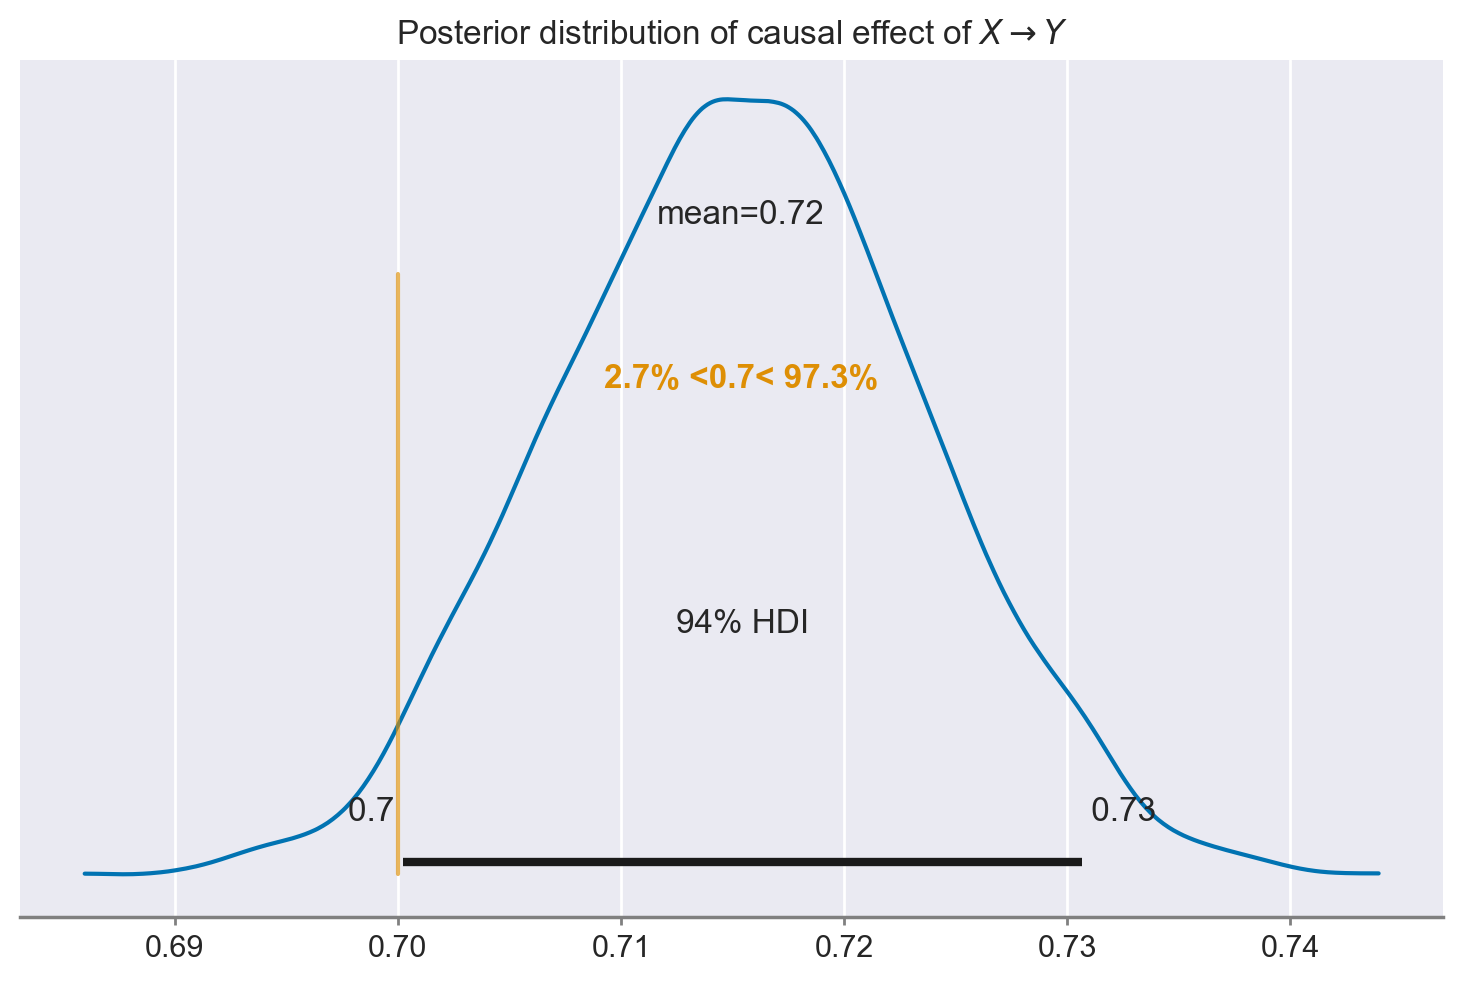 Posterior distribution of causal effect of X → Y
mean=0.72
2.7% <0.7< 97.3%
94% HDI
0.7
0.73
0.69
0.70
0.71
0.72
0.73
0.74